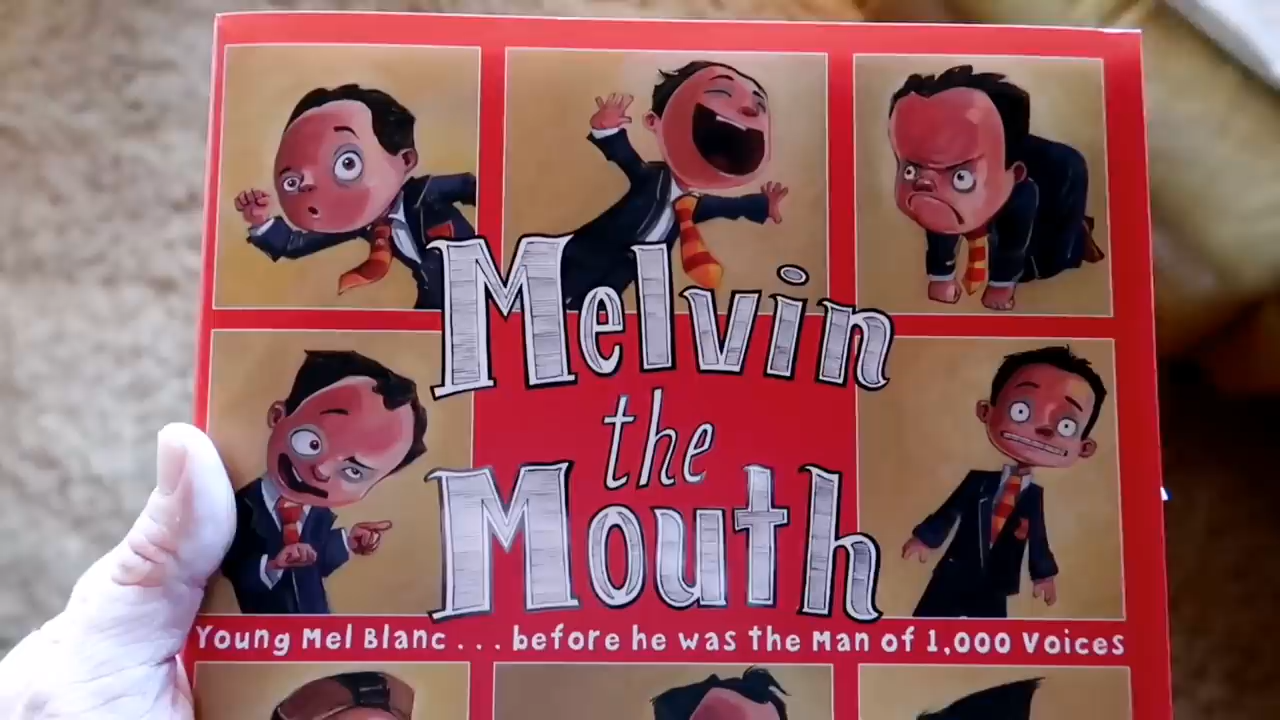 Melvin
the
Mouth
Young Mel Blanc . . . before he was the Man of 1,000 Voices